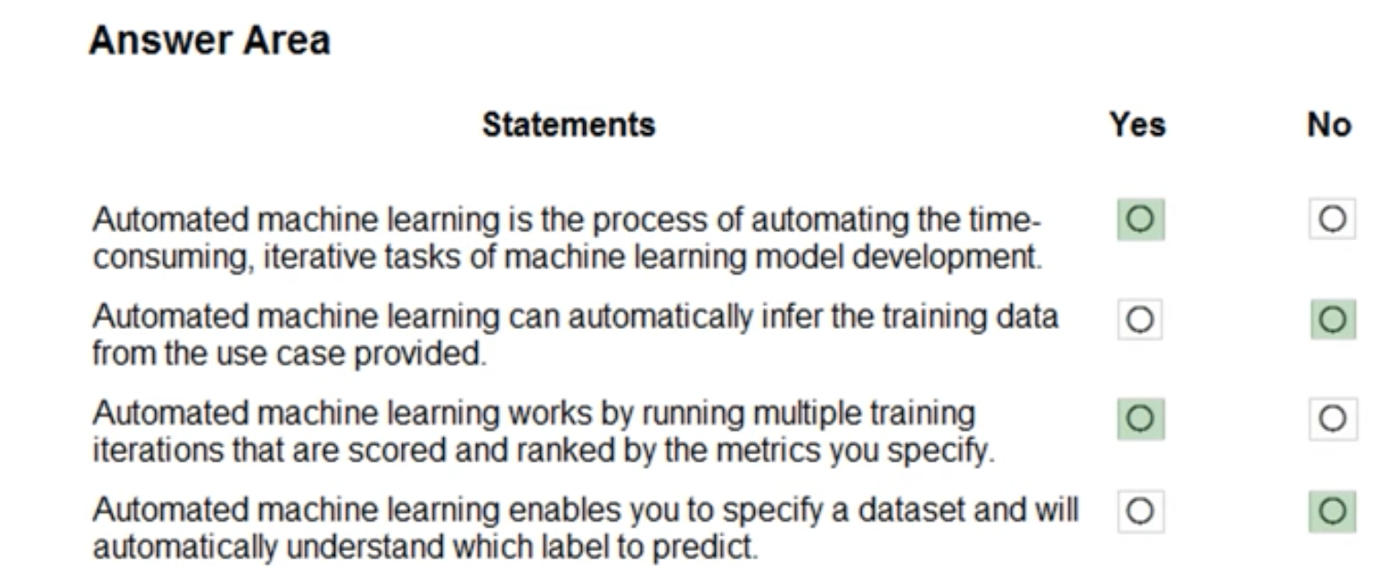 Answer Area
Statements Yes No
Automated machine learning is the process of automating the time-
consuming, iterative tasks of machine learning model development.
Automated machine learning can automatically infer the training data
from the use case provided.
Automated machine learning works by running multiple training
iterations that are scored and ranked by the metrics you specify.
Automated machine learning enables you to specify a dataset and will
automatically understand which label to predict.